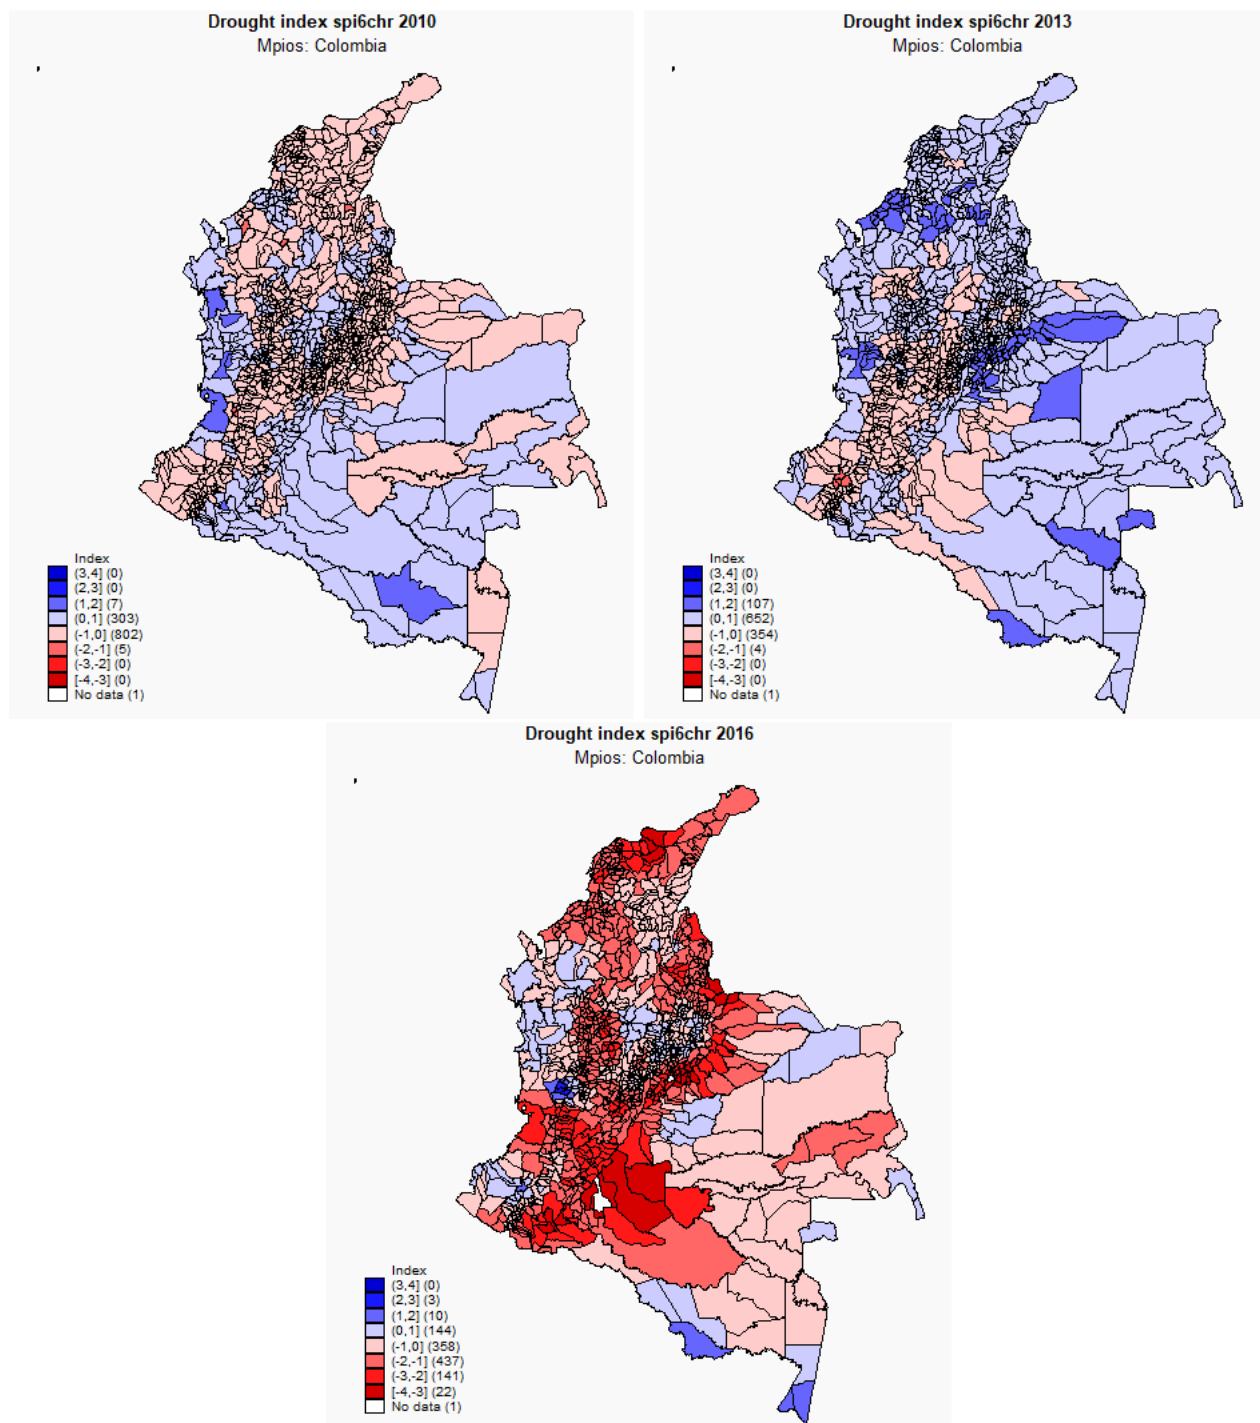 Drought index spi6chr 2010
Mpios: Colombia
Index
(3,4] (0)
(2,3] (0)
(1,2] (7)
(0,1] (303)
(-1,0] (802)
(-2,-1] (5)
(-3,-2] (0)
[-4,-3] (0)
No data (1)
Drought index spi6chr 2013
Mpios: Colombia
Index
(3,4] (0)
(2,3] (0)
(1,2] (107)
(0,1] (652)
(-1,0] (354)
(-2,-1] (4)
(-3,-2] (0)
[-4,-3] (0)
No data (1)
Drought index spi6chr 2016
Mpios: Colombia
Index
(3,4] (0)
(2,3] (3)
(1,2] (10)
(0,1] (144)
(-1,0] (358)
(-2,-1] (437)
(-3,-2] (141)
[-4,-3] (22)
No data (1)